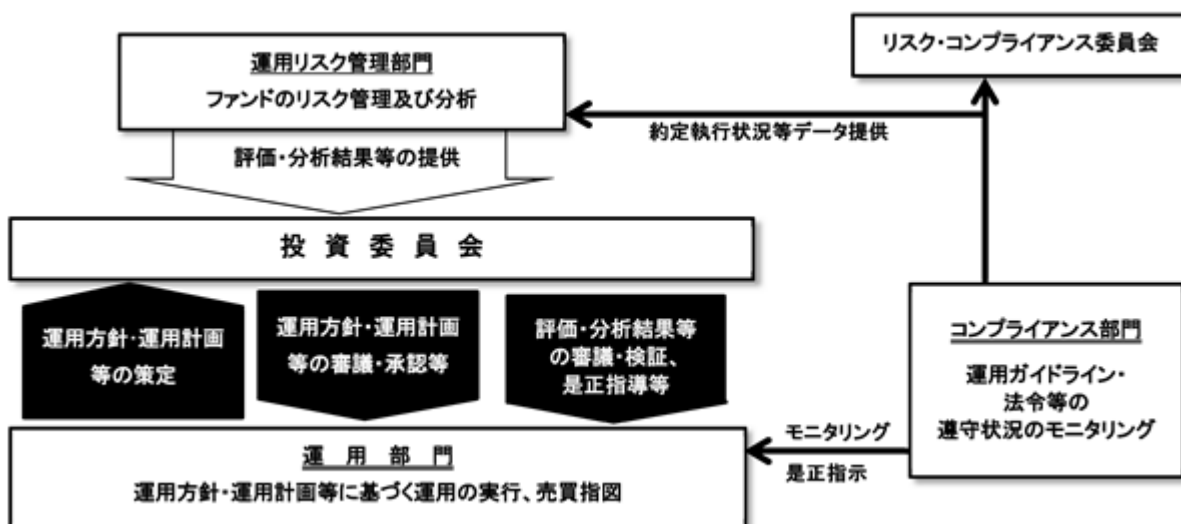 運用リスク管理部門
ファンドのリスク管理及び分析
リスク・コンプライアンス委員会
約定執行状況等データ提供
評価・分析結果等の提供
投資委員会
運用方針・運用計画
等の策定
運用方針・運用計画
等の審議・承認等
評価・分析結果等
の審議・検証、
是正指導等
コンプライアンス部門
運用ガイドライン・
法令等の
遵守状況のモニタリング
モニタリング
是正指示
運用部門
運用方針・運用計画等に基づく運用の実行、売買指図